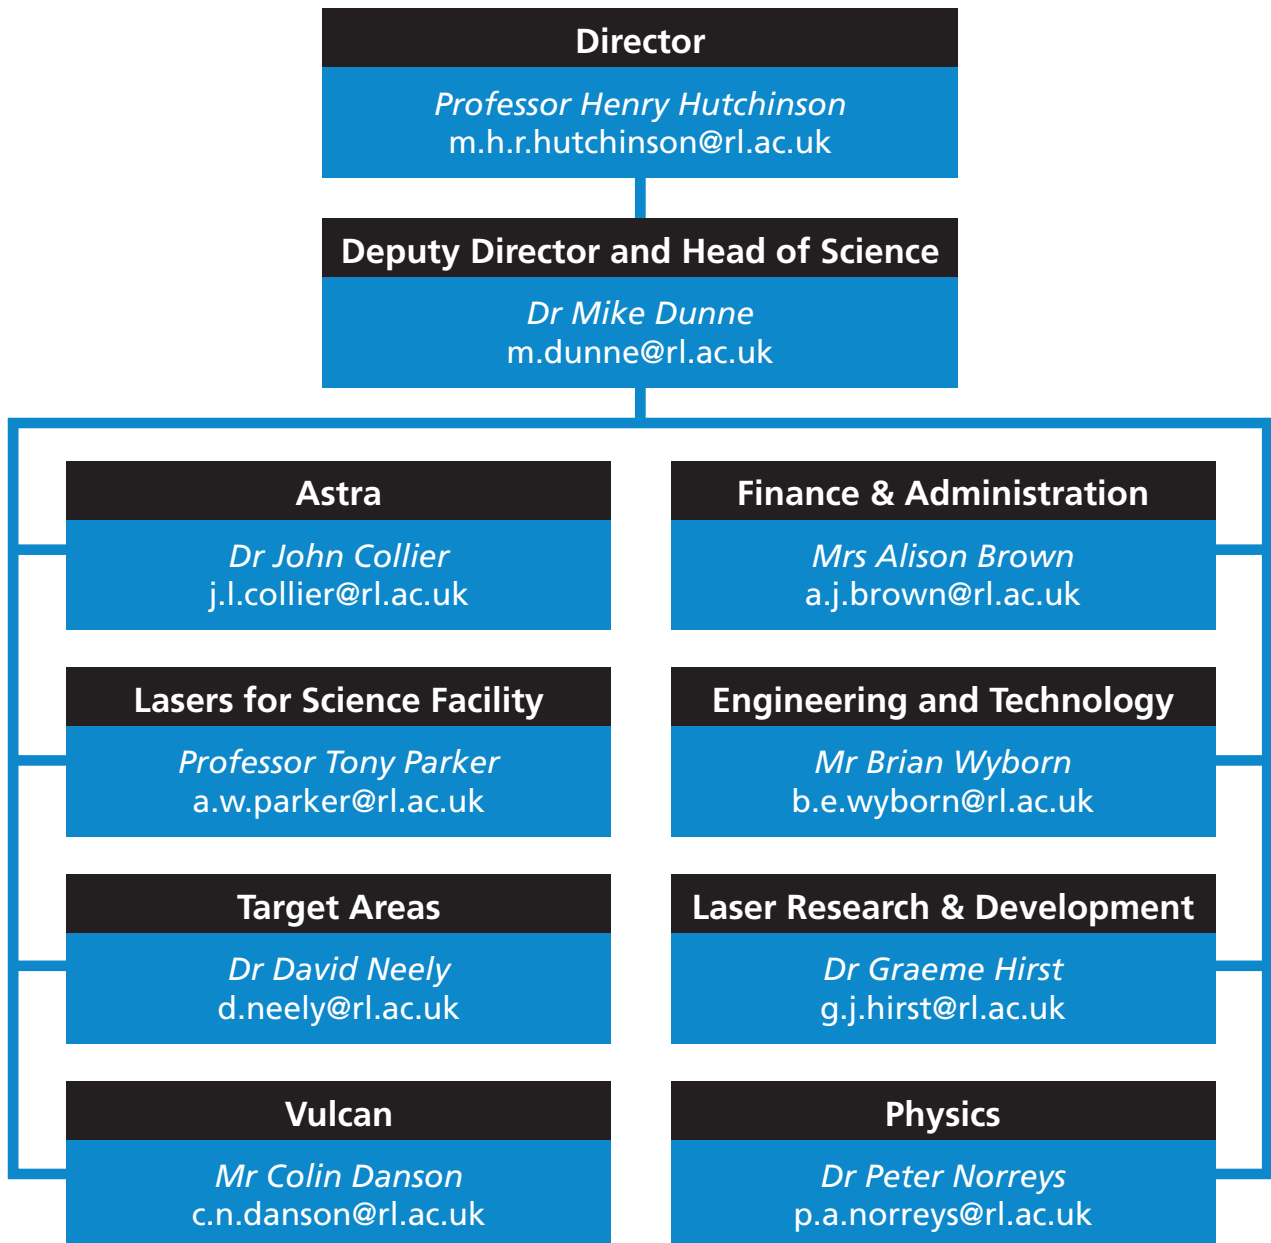 Director
Professor Henry Hutchinson
m.h.r.hutchinson@rl.ac.uk
Deputy Director and Head of Science
Dr Mike Dunne
m.dunne@rl.ac.uk
Astra
Dr John Collier
j.l.collier@rl.ac.uk
Finance & Administration
Mrs Alison Brown
a.j.brown@rl.ac.uk
Lasers for Science Facility
Professor Tony Parker
a.w.parker@rl.ac.uk
Engineering and Technology
Mr Brian Wyborn
b.e.wyborn@rl.ac.uk
Target Areas
Dr David Neely
d.neely@rl.ac.uk
Laser Research & Development
Dr Graeme Hirst
g.j.hirst@rl.ac.uk
Vulcan
Mr Colin Danson
c.n.danson@rl.ac.uk
Physics
Dr Peter Norreys
p.a.norreys@rl.ac.uk